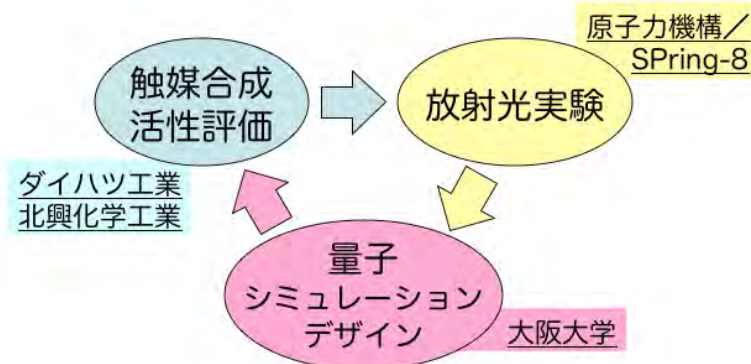 原子力機構／
SPring-8
触媒合成
活性評価
放射光実験
ダイハツ工業
北興化学工業
量子
シミュレーション
デザイン
大阪大学